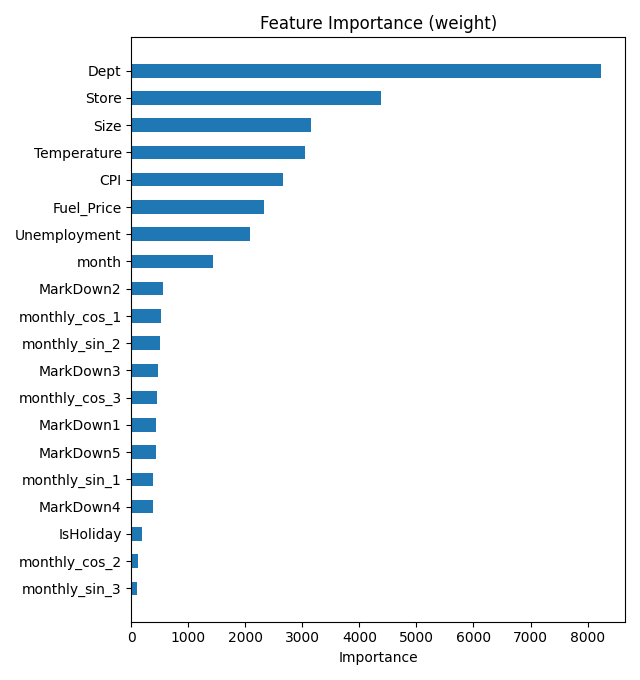 Feature Importance (weight)
Dept
Store
Size
Temperature
CPI
Fuel_Price
Unemployment
month
MarkDown2
monthly_cos_1
monthly_sin_2
MarkDown3
monthly_cos_3
MarkDown1
MarkDown5
monthly_sin_1
MarkDown4
IsHoliday
monthly_cos_2
monthly_sin_3
0 1000 2000 3000 4000 5000 6000 7000 8000
Importance